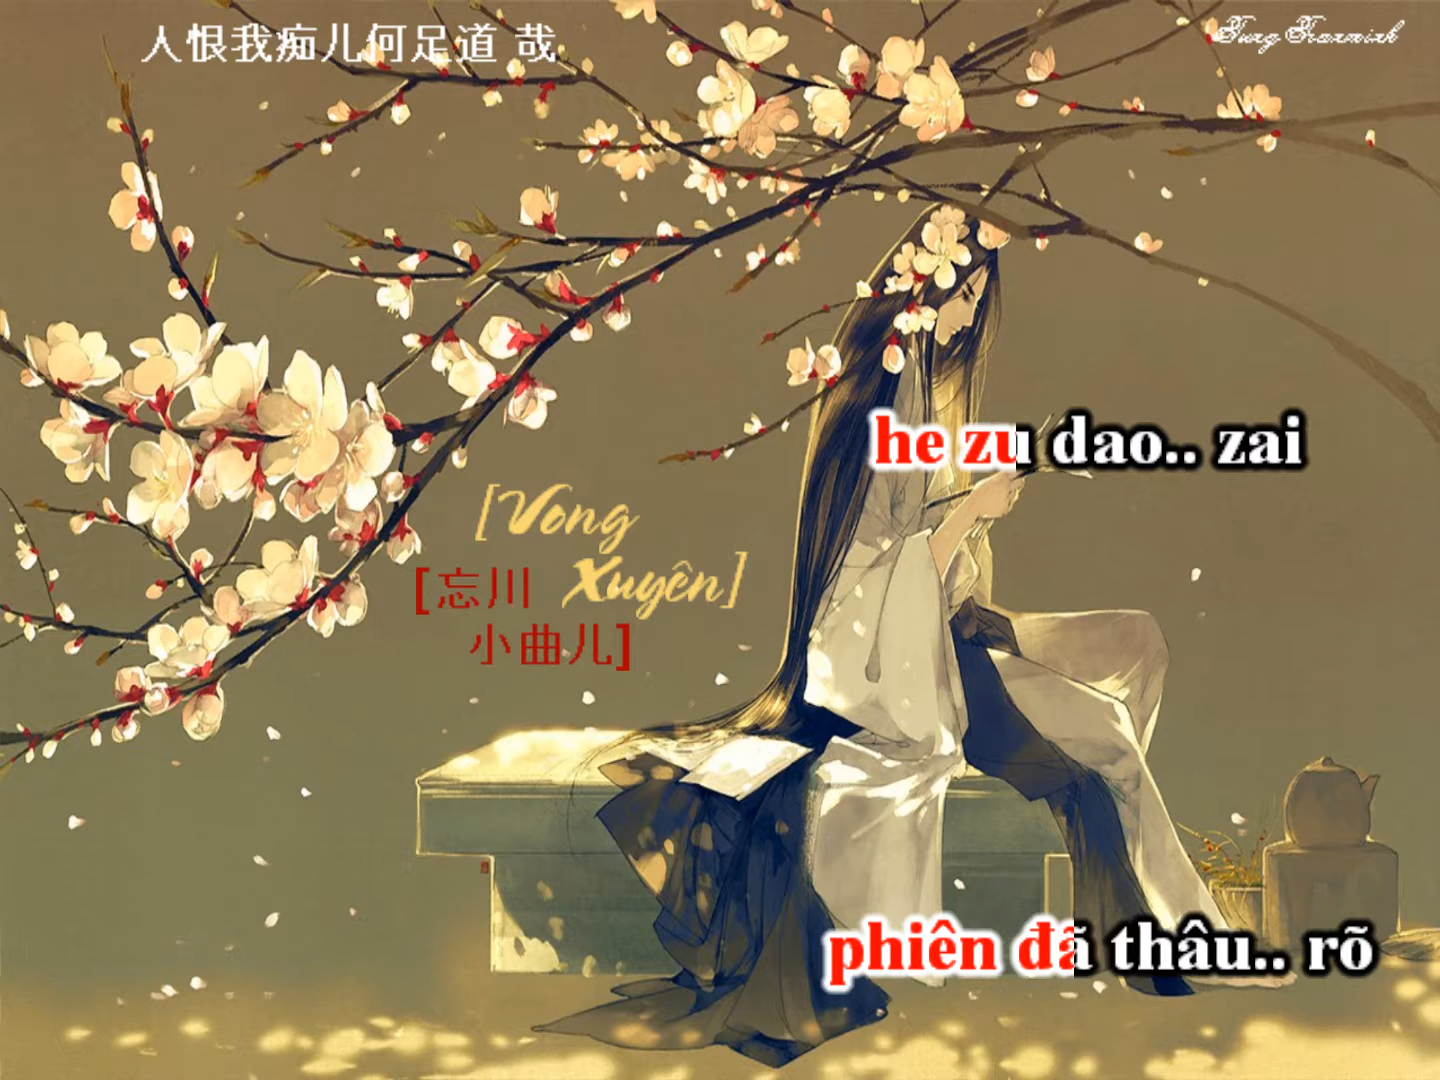 人恨我痴儿何足道 哉
he zu dao.. zai
[Vong
Xuyên]
[忘川
小曲儿]
phiên đã thâu.. rõ